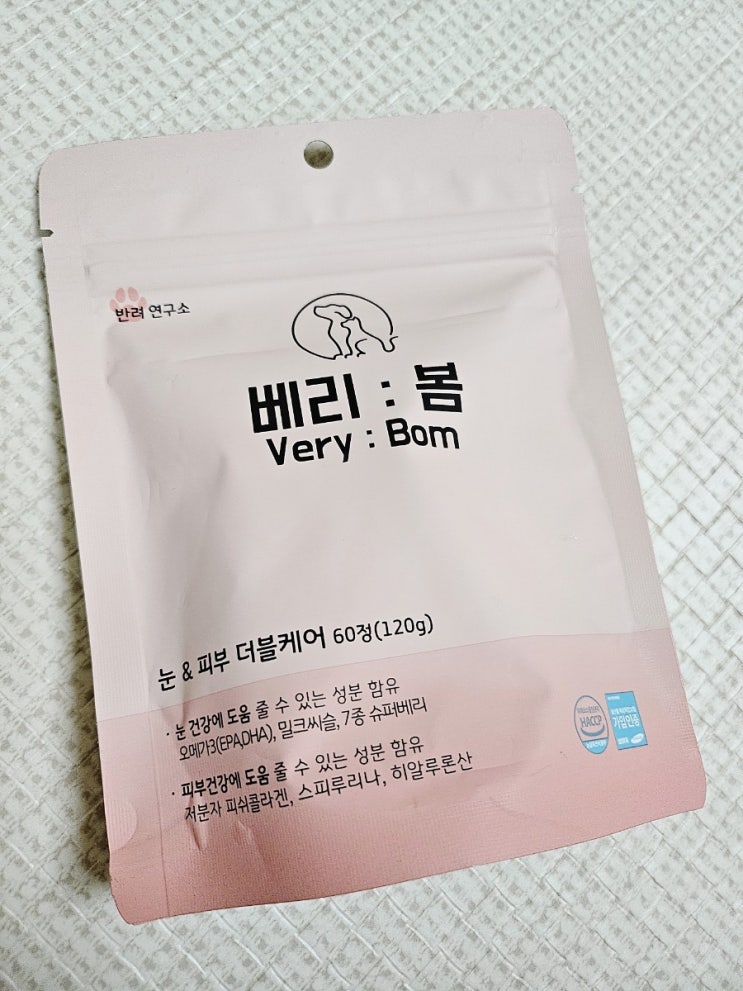 반려 연구소
베리 : 봄
Very : Bom
눈 & 피부 더블케어 60정(120g)
· 눈 건강에 도움 줄 수 있는 성분 함유
오메가3(EPA,DHA), 밀크씨슬, 7종 슈퍼베리
· 피부건강에 도움 줄 수 있는 성분 함유
저분자 피쉬콜라겐, 스피루리나, 히알루론산
HACCP
가입인증